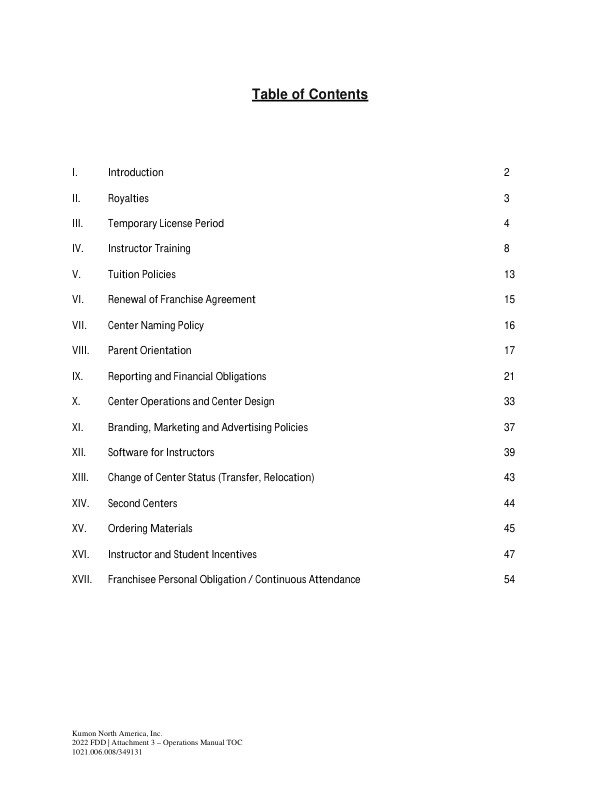 Table of Contents
I. Introduction 2
II. Royalties 3
III. Temporary License Period 4
IV. Instructor Training 8
V. Tuition Policies 13
VI. Renewal of Franchise Agreement 15
VII. Center Naming Policy 16
VIII. Parent Orientation 17
IX. Reporting and Financial Obligations 21
X. Center Operations and Center Design 33
XI. Branding, Marketing and Advertising Policies 37
XII. Software for Instructors 39
XIII. Change of Center Status (Transfer, Relocation) 43
XIV. Second Centers 44
XV. Ordering Materials 45
XVI. Instructor and Student Incentives 47
XVII. Franchisee Personal Obligation / Continuous Attendance 54
Kumon North America, Inc.
2022 FDD | Attachment 3 – Operations Manual TOC
1021.006.008/349131